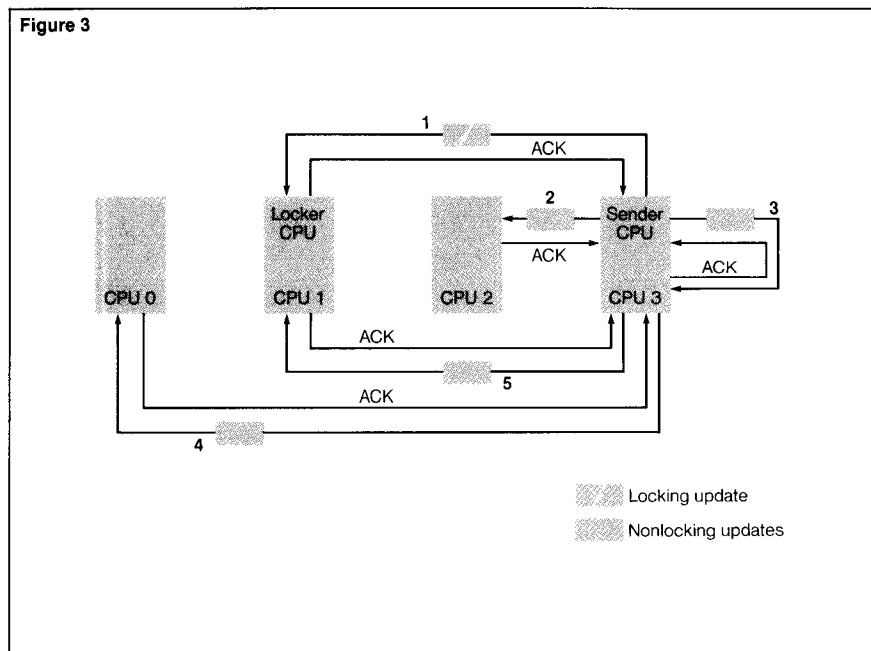 Figure 3
1
ACK
Locker
CPU
2
Sender
CPU
3
ACK
ACK
CPU 0
CPU 1
CPU 2
CPU 3
ACK
5
ACK
4
Locking update
Nonlocking updates